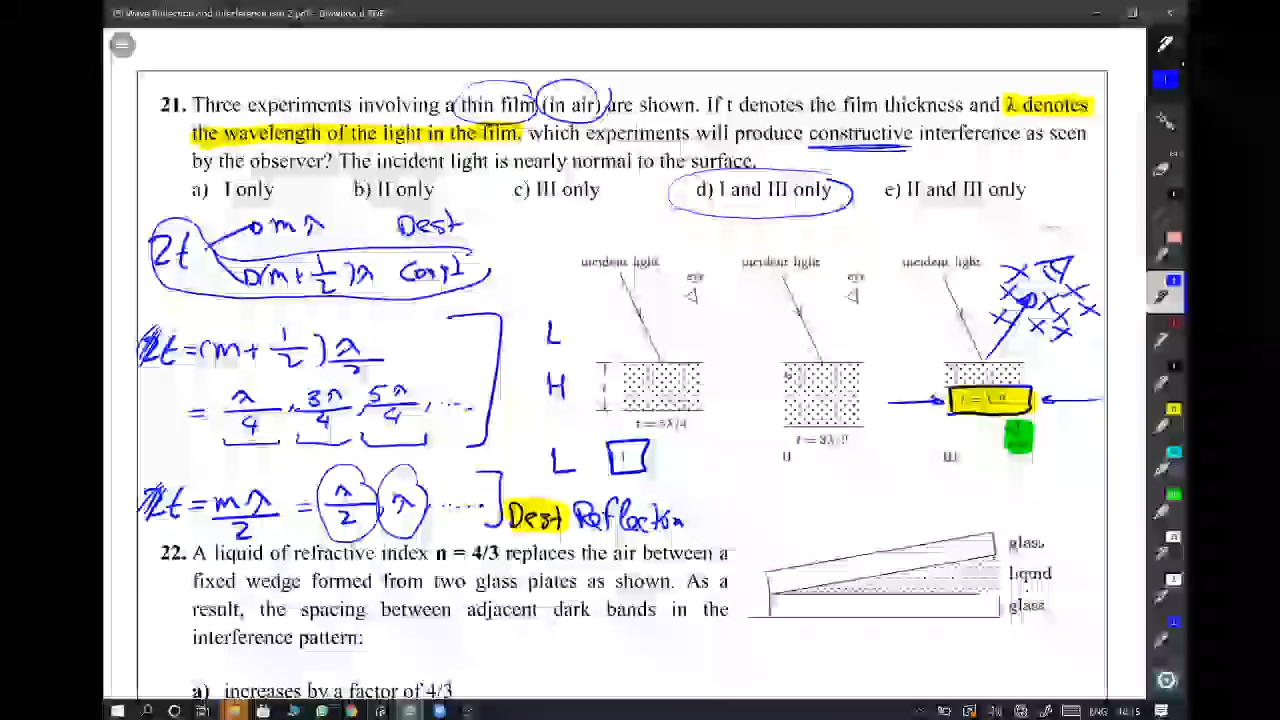 21. Three experiments involving a thin film (in air) are shown. If t denotes the film thickness and λ denotes
the wavelength of the light in the film, which experiments will produce constructive interference as seen
by the observer? The incident light is nearly normal to the surface.
a) I only b) II only c) III only d) I and III only e) II and III only
2t mλ Dest
(m+1/2)λ Const
incident light eye incident light eye incident light
2t=(m+1/2)λ/2
L
= λ/4, 3λ/4, 5λ/4, ....
H
t=5λ/4
t=3λ/2
II III
L I
2t=mλ/2 = λ/2, λ, .....
Dest Reflection
22. A liquid of refractive index n = 4/3 replaces the air between a
fixed wedge formed from two glass plates as shown. As a
result, the spacing between adjacent dark bands in the
interference pattern:
glass
liquid
glass
a) increases by a factor of 4/3
ENG